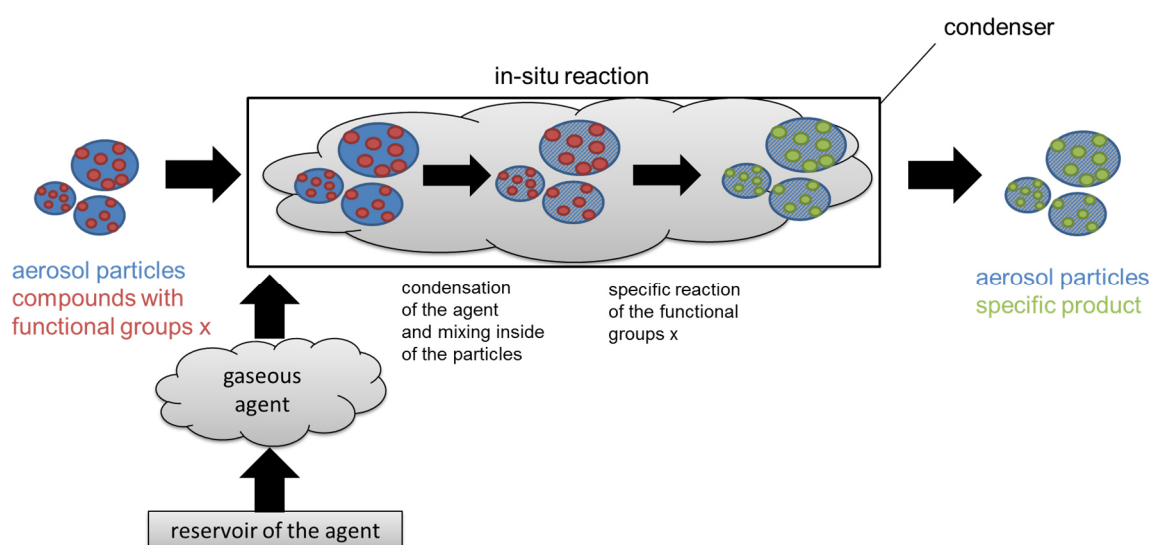 condenser
in-situ reaction
aerosol particles
compounds with
functional groups x
condensation
of the agent
and mixing inside
of the particles
specific reaction
of the functional
groups x
aerosol particles
specific product
gaseous
agent
reservoir of the agent